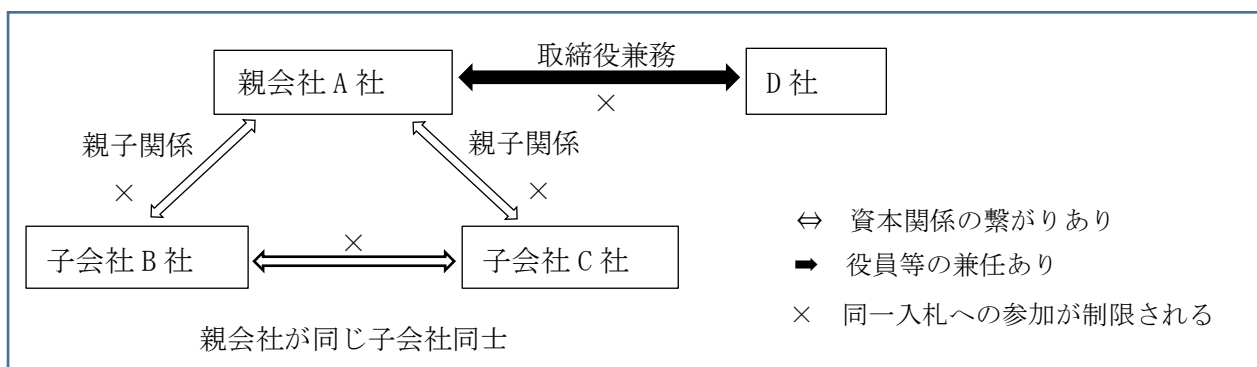 取締役兼務
親会社A社
D社
×
親子関係
親子関係
×
×
×
子会社B社
子会社C社
親会社が同じ子会社同士
⇔ 資本関係の繋がりあり
➡ 役員等の兼任あり
× 同一入札への参加が制限される